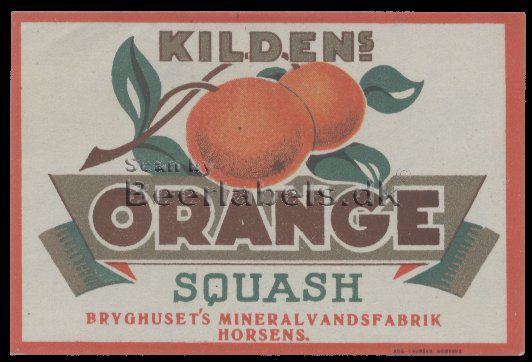 KILDENS
Scan by
Beerlabels.dk
©
ORANGE
SQUASH
BRYGHUSET'S MINERALVANDSFABRIK
HORSENS.